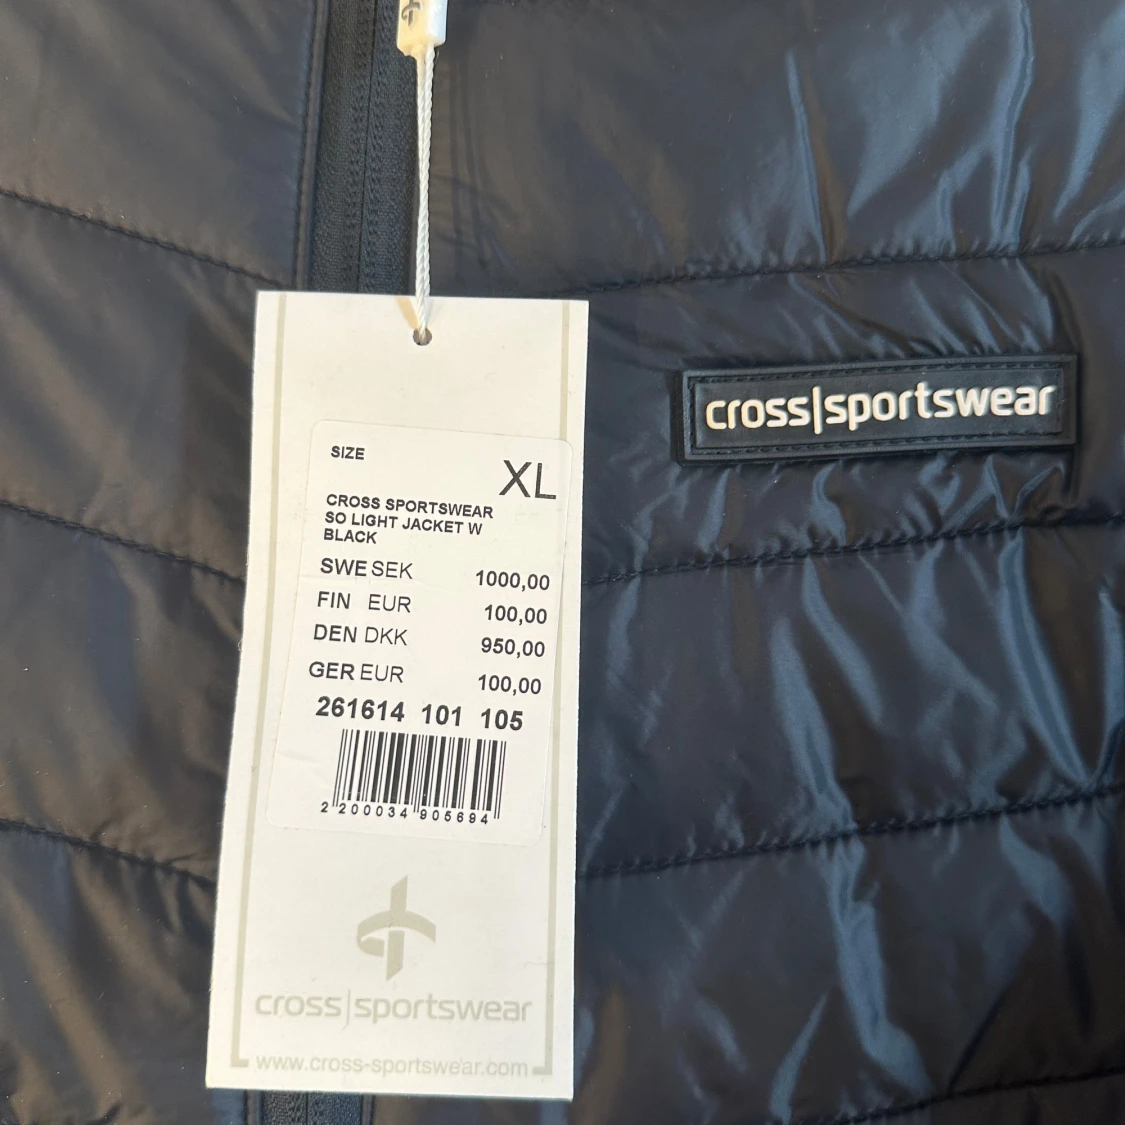 cross|sportswear
SIZE
XL
CROSS SPORTSWEAR
SO LIGHT JACKET W
BLACK
SWE SEK 1000,00
FIN EUR 100,00
DEN DKK 950,00
GER EUR 100,00
261614 101 105
2 200034 905694
cross|sportswear
www.cross-sportswear.com